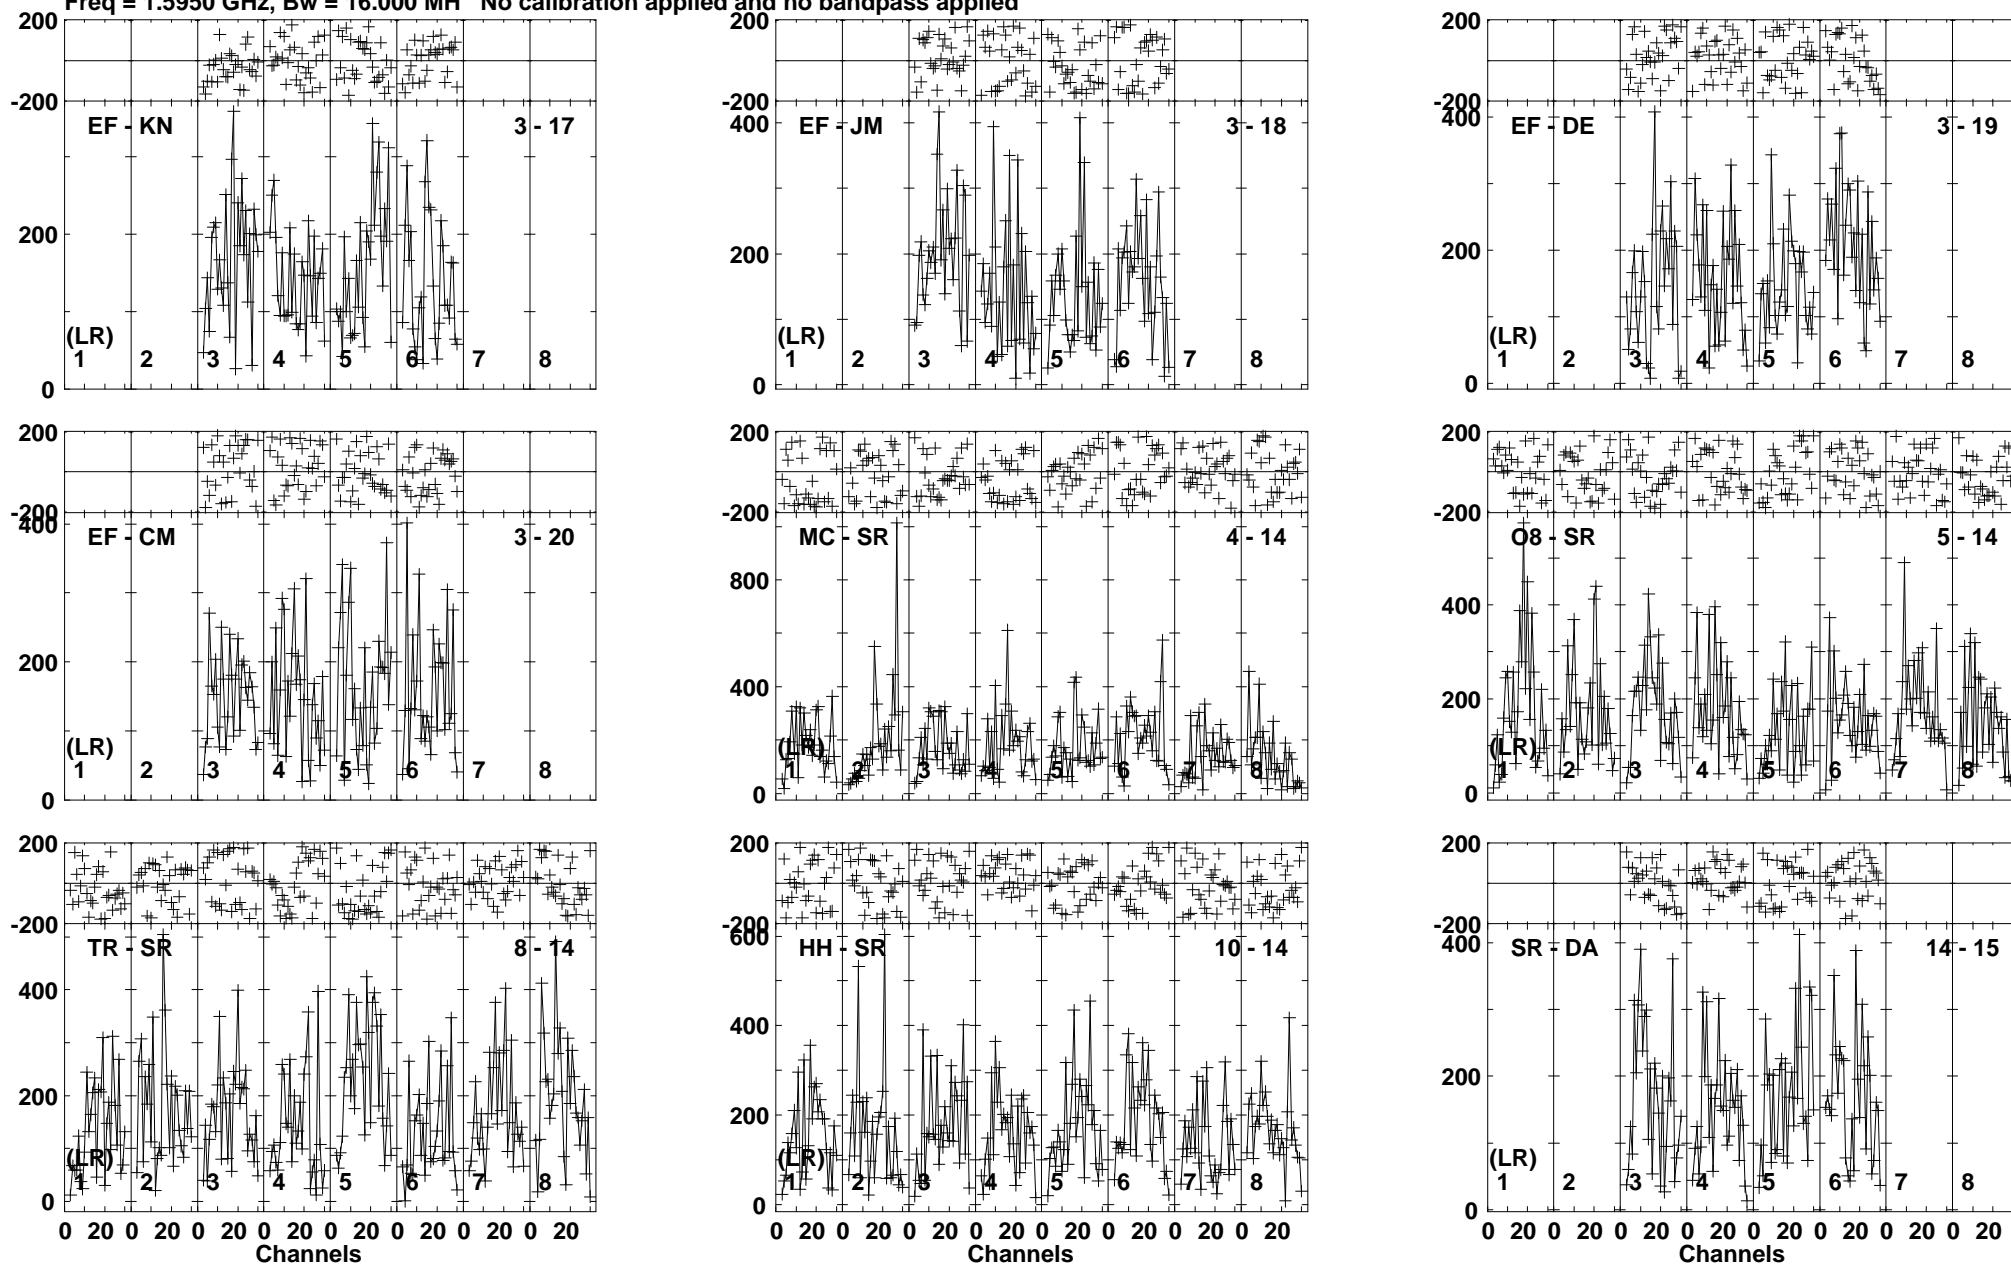 Freq = 1.5950 GHz, Bw = 16.000 MH No calibration applied and no bandpass applied
200 200 200
-200 -200 -200
EF - KN 3 - 17 EF - JM 3 - 18 EF - DE 3 - 19
400 400
200 200 200
(LR) (LR) (LR)
1 2 3 4 5 6 7 8 1 2 3 4 5 6 7 8 1 2 3 4 5 6 7 8
0 0 0
200 200 200
-200 -200 -200
400
EF - CM 3 - 20 MC - SR 4 - 14 O8 - SR 5 - 14
800
400
200 400 200
(LR) (LR) (LR)
1 2 3 4 5 6 7 8 1 2 3 4 5 6 7 8 1 2 3 4 5 6 7 8
0 0 0
200 200 200
-200 -200 -200
600
TR - SR 8 - 14 HH - SR 10 - 14 SR - DA 14 - 15
400 400 400
200 200 200
(LR) (LR) (LR)
1 2 3 4 5 6 7 8 1 2 3 4 5 6 7 8 1 2 3 4 5 6 7 8
0 0 0
0 20 0 20 0 20 0 20 0 20 0 20 0 20 0 20 0 20 0 20 0 20 0 20 0 20 0 20 0 20 0 20 0 20 0 20 0 20 0 20 0 20 0 20 0 20 0 20
Channels Channels Channels